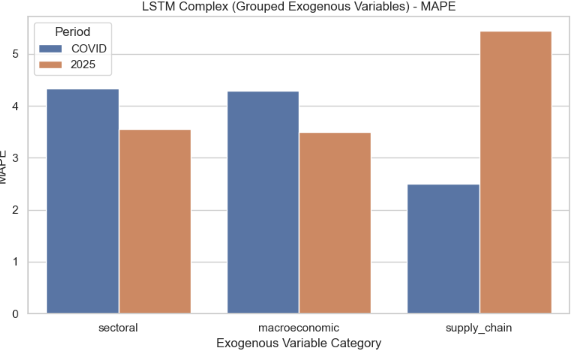 LSTM Complex (Grouped Exogenous Variables) - MAPE
Period
COVID
2025
MAPE
5
4
3
2
1
0
sectoral macroeconomic supply_chain
Exogenous Variable Category